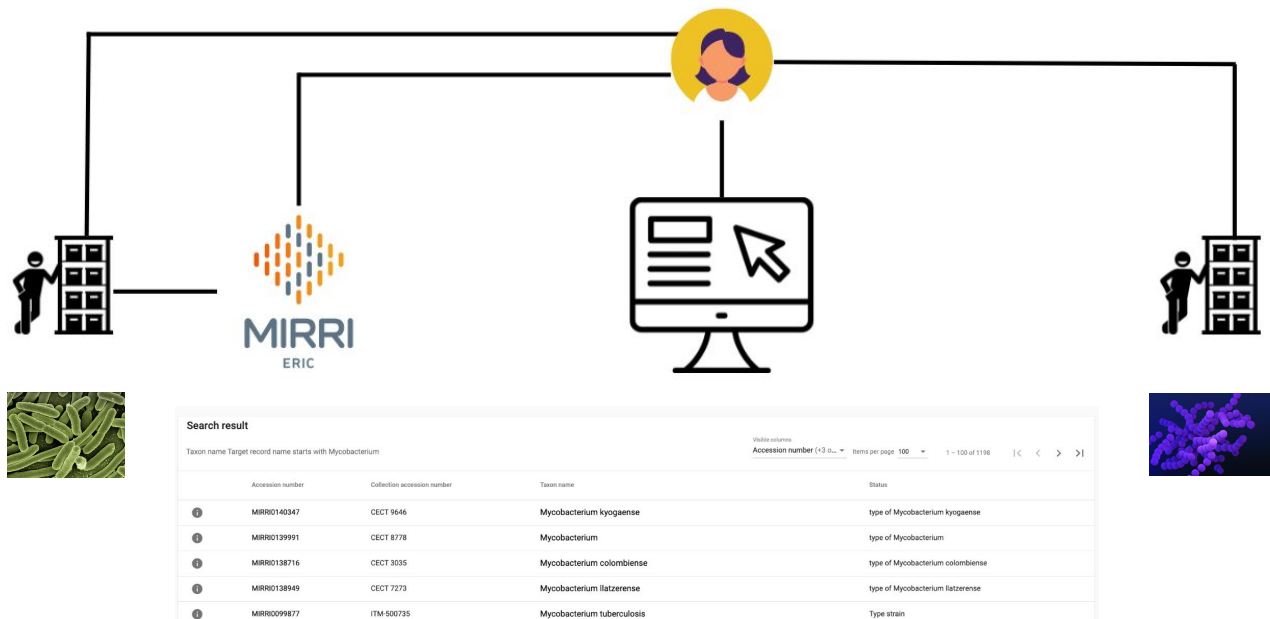 MIRRI
ERIC
Search result
Taxon name Target record name starts with Mycobacterium
Visible columns
Accession number (+3 o... Items per page 100 1 – 100 of 1198
Accession number Collection accession number Taxon name Status
MIRRI0140347 CECT 9646 Mycobacterium kyogaense type of Mycobacterium kyogaense
MIRRI0139991 CECT 8778 Mycobacterium type of Mycobacterium
MIRRI0138716 CECT 3035 Mycobacterium colombiense type of Mycobacterium colombiense
MIRRI0138949 CECT 7273 Mycobacterium llatzerense type of Mycobacterium llatzerense
MIRRI0099877 ITM-500735 Mycobacterium tuberculosis Type strain